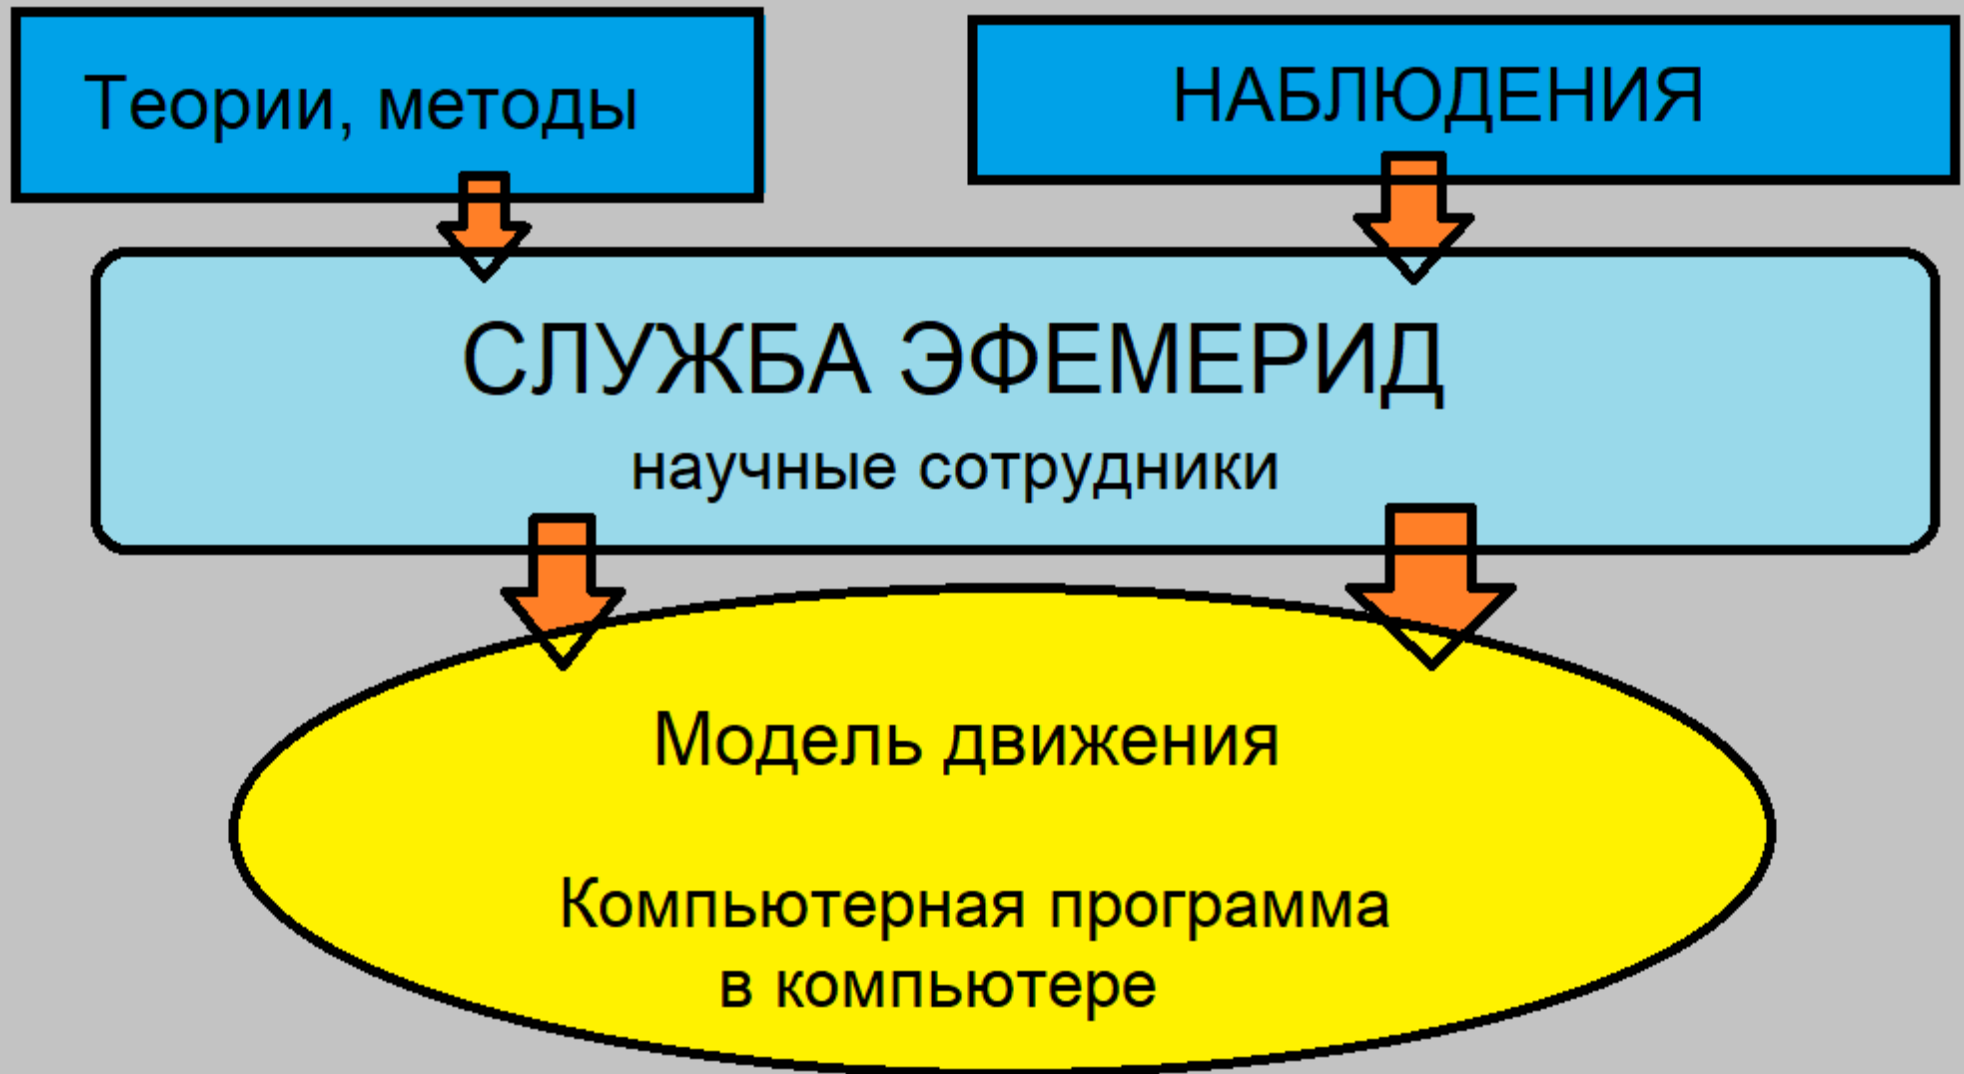 Теории, методы
НАБЛЮДЕНИЯ
СЛУЖБА ЭФЕМЕРИД
научные сотрудники
Модель движения
Компьютерная программа
в компьютере